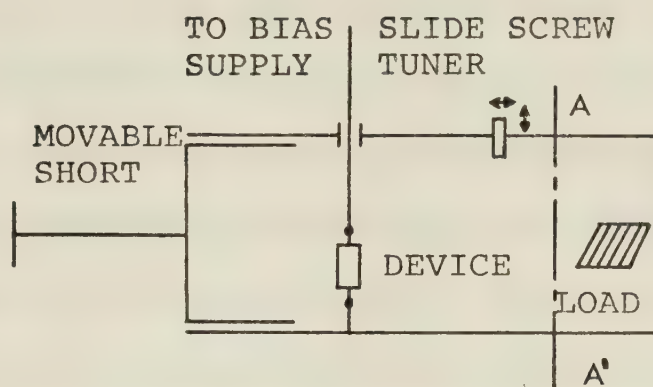 TO BIAS
SUPPLY
SLIDE SCREW
TUNER
A
MOVABLE
SHORT
DEVICE
LOAD
A'